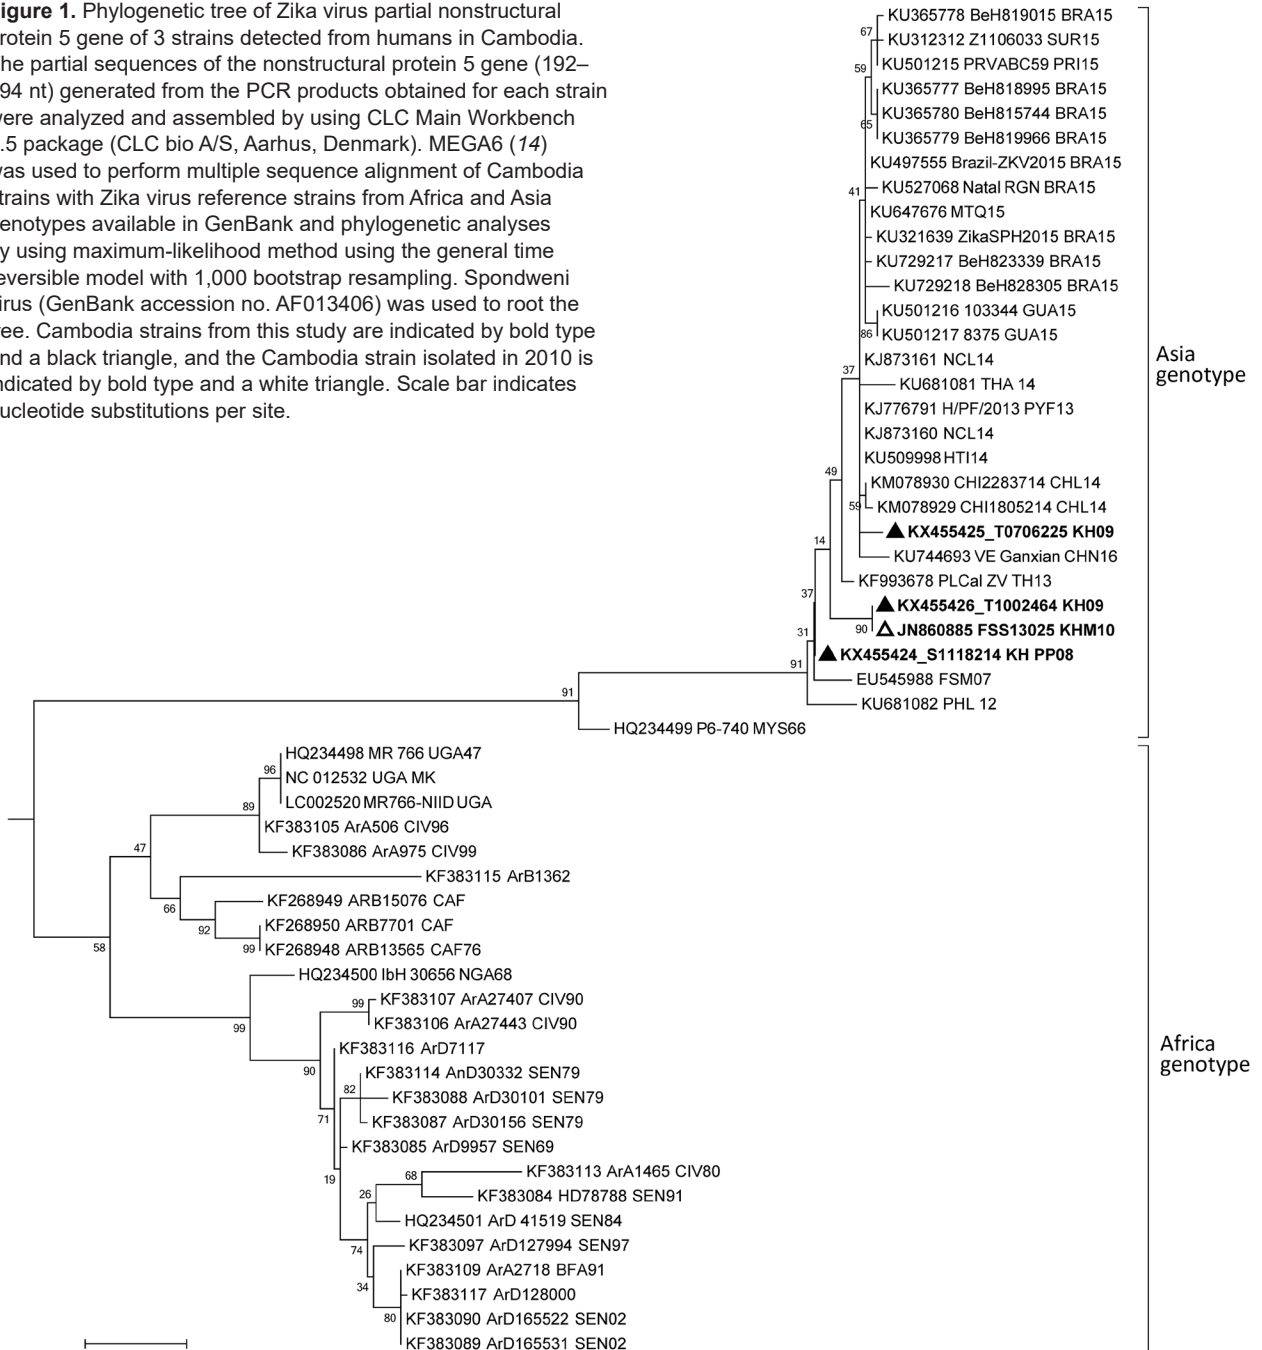 igure 1. Phylogenetic tree of Zika virus partial nonstructural
rotein 5 gene of 3 strains detected from humans in Cambodia.
he partial sequences of the nonstructural protein 5 gene (192–
94 nt) generated from the PCR products obtained for each strain
vere analyzed and assembled by using CLC Main Workbench
.5 package (CLC bio A/S, Aarhus, Denmark). MEGA6 (14)
vas used to perform multiple sequence alignment of Cambodia
trains with Zika virus reference strains from Africa and Asia
enotypes available in GenBank and phylogenetic analyses
y using maximum-likelihood method using the general time
eversible model with 1,000 bootstrap resampling. Spondweni
irus (GenBank accession no. AF013406) was used to root the
ree. Cambodia strains from this study are indicated by bold type
nd a black triangle, and the Cambodia strain isolated in 2010 is
ndicated by bold type and a white triangle. Scale bar indicates
ucleotide substitutions per site.
KU365778 BeH819015 BRA15
67
KU312312 Z1106033 SUR15
59
KU501215 PRVABC59 PRI15
KU365777 BeH818995 BRA15
KU365780 BeH815744 BRA15
65
KU365779 BeH819966 BRA15
KU497555 Brazil-ZKV2015 BRA15
41
KU527068 Natal RGN BRA15
KU647676 MTQ15
KU321639 ZikaSPH2015 BRA15
KU729217 BeH823339 BRA15
KU729218 BeH828305 BRA15
KU501216 103344 GUA15
86
KU501217 8375 GUA15
KJ873161 NCL14
37
KU681081 THA 14
KJ776791 H/PF/2013 PYF13
KJ873160 NCL14
KU509998 HTI14
49
KM078930 CHI2283714 CHL14
59
KM078929 CHI1805214 CHL14
KX455425_T0706225 KH09
14
KU744693 VE Ganxian CHN16
KF993678 PLCal ZV TH13
37
KX455426_T1002464 KH09
90
JN860885 FSS13025 KHM10
31
KX455424_S1118214 KH PP08
91
EU545988 FSM07
91
KU681082 PHL 12
HQ234499 P6-740 MYS66
Asia
genotype
HQ234498 MR 766 UGA47
96
NC 012532 UGA MK
LC002520 MR766-NIID UGA
89
KF383105 ArA506 CIV96
47
KF383086 ArA975 CIV99
KF383115 ArB1362
66
KF268949 ARB15076 CAF
92
KF268950 ARB7701 CAF
58
99
KF268948 ARB13565 CAF76
HQ234500 IbH 30656 NGA68
99
KF383107 ArA27407 CIV90
99
KF383106 ArA27443 CIV90
KF383116 ArD7117
90
KF383114 AnD30332 SEN79
82
KF383088 ArD30101 SEN79
71
KF383087 ArD30156 SEN79
KF383085 ArD9957 SEN69
19
KF383113 ArA1465 CIV80
68
KF383084 HD78788 SEN91
26
HQ234501 ArD 41519 SEN84
74
KF383097 ArD127994 SEN97
KF383109 ArA2718 BFA91
34
KF383117 ArD128000
80
KF383090 ArD165522 SEN02
KF383089 ArD165531 SEN02
Africa
genotype